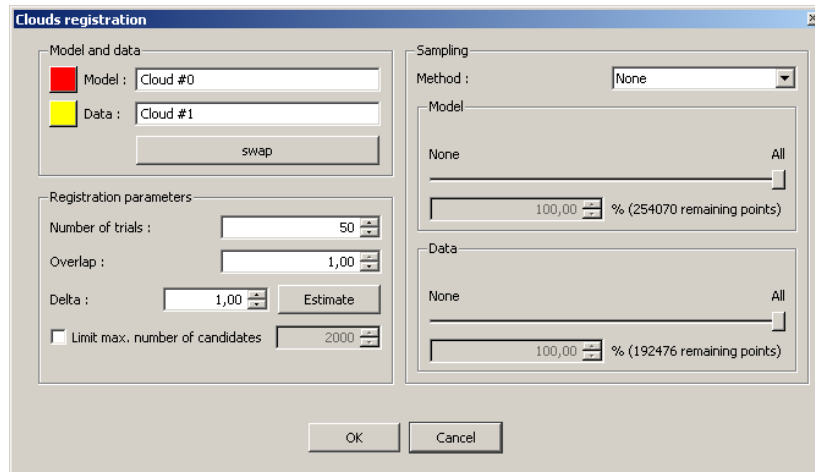 Clouds registration
Model and data
Model : Cloud #0
Data : Cloud #1
swap
Registration parameters
Number of trials : 50
Overlap : 1,00
Delta : 1,00 Estimate
Limit max. number of candidates 2000
Sampling
Method : None
Model
None All
100,00 % (254070 remaining points)
Data
None All
100,00 % (192476 remaining points)
OK Cancel